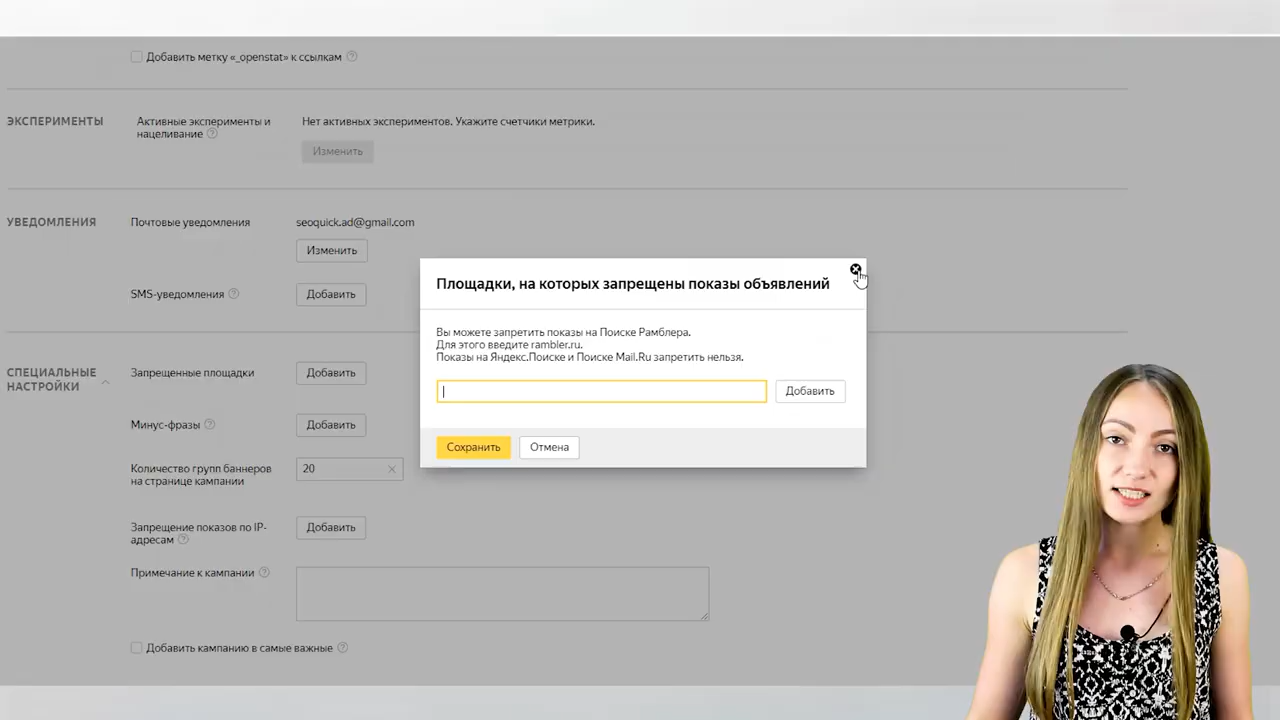 Добавить метку «_openstat» к ссылкам
ЭКСПЕРИМЕНТЫ
Активные эксперименты и
нацеливание
Нет активных экспериментов. Укажите счетчики метрики.
Изменить
УВЕДОМЛЕНИЯ
Почтовые уведомления
seoquick.ad@gmail.com
Изменить
SMS-уведомления
Добавить
Площадки, на которых запрещены показы объявлений
Вы можете запретить показы на Поиске Рамблера.
Для этого введите rambler.ru.
Показы на Яндекс.Поиске и Поиске Mail.Ru запретить нельзя.
Добавить
Сохранить
Отмена
СПЕЦИАЛЬНЫЕ
НАСТРОЙКИ
Запрещенные площадки
Добавить
Минус-фразы
Добавить
Количество групп баннеров
на странице кампании
20
Запрещение показов по IP-
адресам
Добавить
Примечание к кампании
Добавить кампанию в самые важные